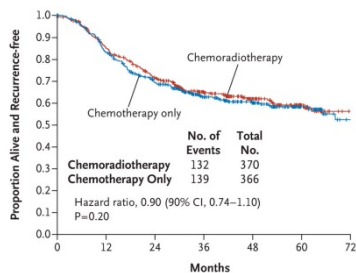 Proportion Alive and Recurrence-free
1.0
0.9
0.8
0.7
0.6
0.5
0.4
0.3
0.2
0.1
0.0
Chemoradiotherapy
Chemotherapy only
No. of Total
Events No.
Chemoradiotherapy 132 370
Chemotherapy Only 139 366
Hazard ratio, 0.90 (90% CI, 0.74–1.10)
P=0.20
0 12 24 36 48 60 72
Months